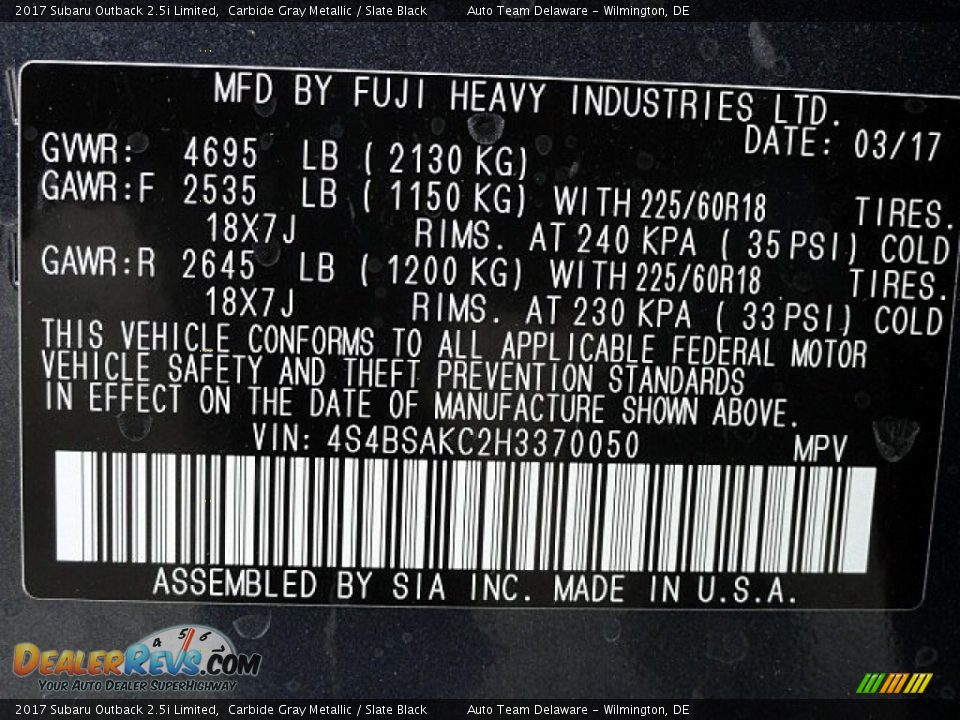 2017 Subaru Outback 2.5i Limited,  Carbide Gray Metallic / Slate Black    Auto Team Delaware - Wilmington, DE
MFD BY FUJI HEAVY INDUSTRIES LTD.
DATE: 03/17
GVWR: 4695 LB ( 2130 KG)
GAWR:F 2535 LB ( 1150 KG) WITH 225/60R18 TIRES.
18X7J RIMS. AT 240 KPA ( 35 PSI) COLD
GAWR:R 2645 LB ( 1200 KG) WITH 225/60R18 TIRES.
18X7J RIMS. AT 230 KPA ( 33 PSI) COLD
THIS VEHICLE CONFORMS TO ALL APPLICABLE FEDERAL MOTOR
VEHICLE SAFETY AND THEFT PREVENTION STANDARDS
IN EFFECT ON THE DATE OF MANUFACTURE SHOWN ABOVE.
VIN: 4S4BSAKC2H3370050 MPV
ASSEMBLED BY SIA INC. MADE IN U.S.A.
4 5 6 7
DEALERREVS.COM
YOUR AUTO DEALER SUPERHIGHWAY
2017 Subaru Outback 2.5i Limited,  Carbide Gray Metallic / Slate Black    Auto Team Delaware - Wilmington, DE